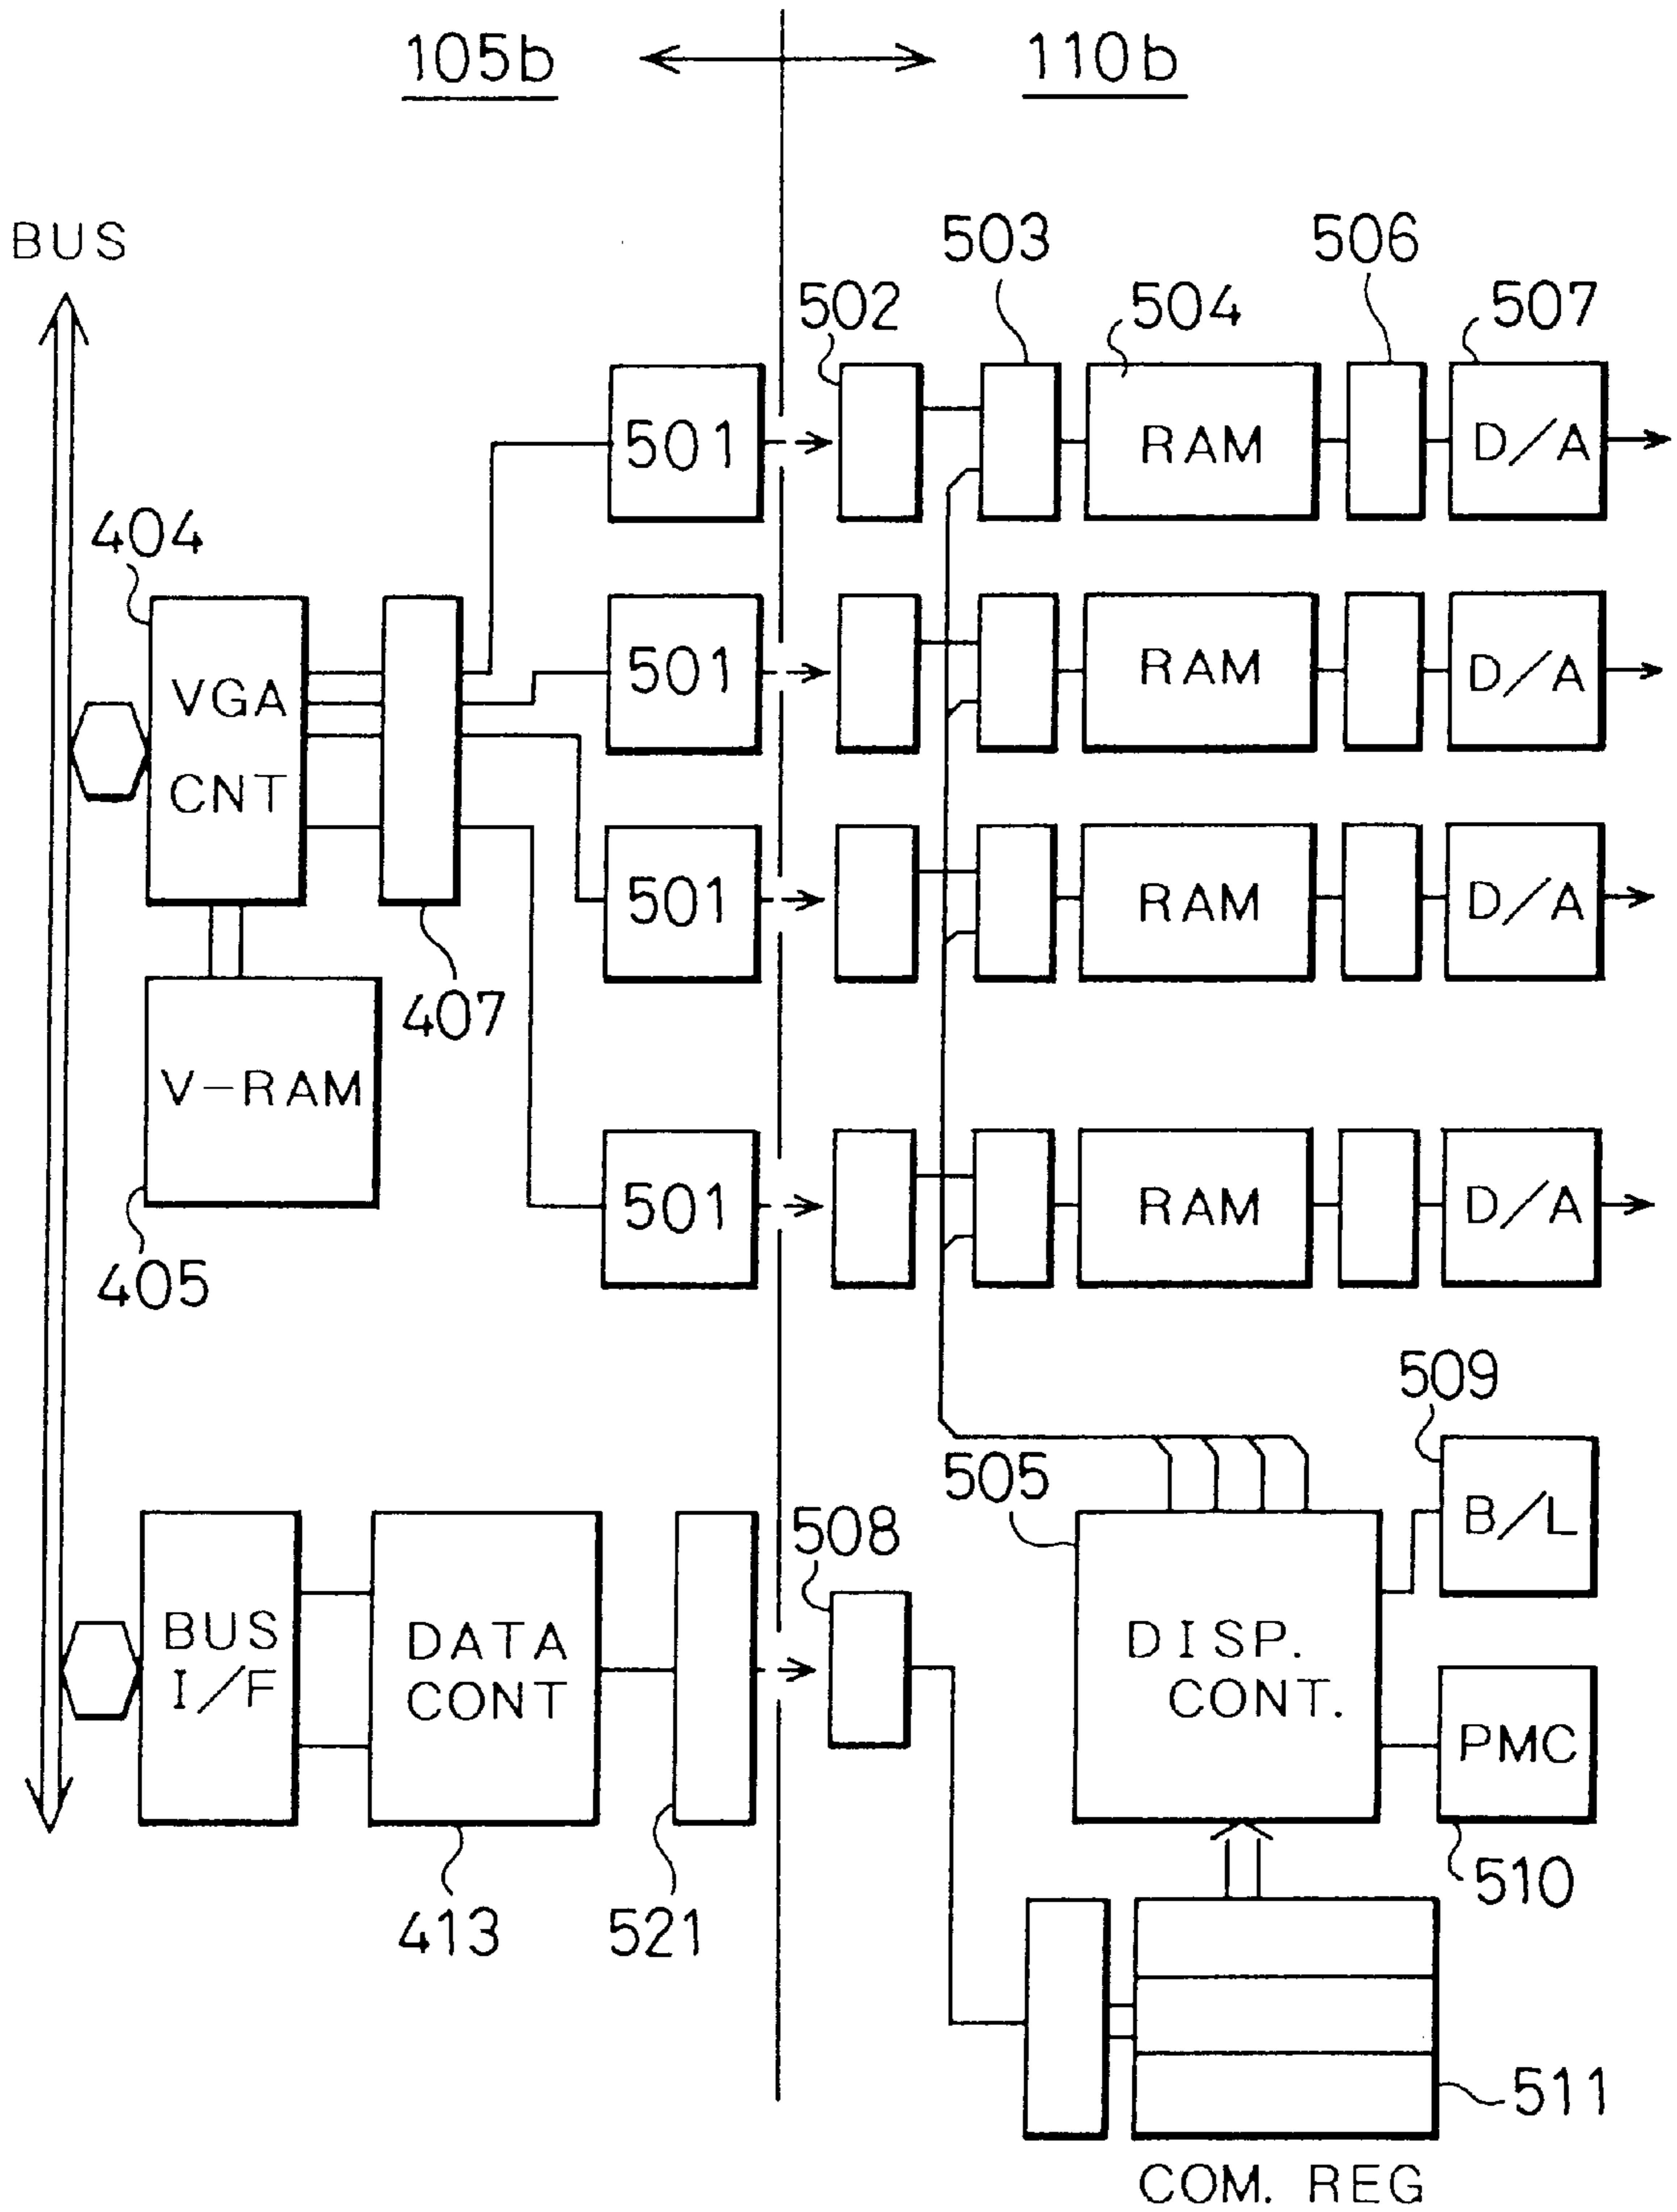 105b
110b
BUS
503
506
502
504
507
501
RAM
D/A
404
VGA
CNT
501
RAM
D/A
501
RAM
D/A
407
V-RAM
405
501
RAM
D/A
509
505
B/L
508
BUS
I/F
DATA
CONT
DISP.
CONT.
PMC
510
413
521
511
COM. REG